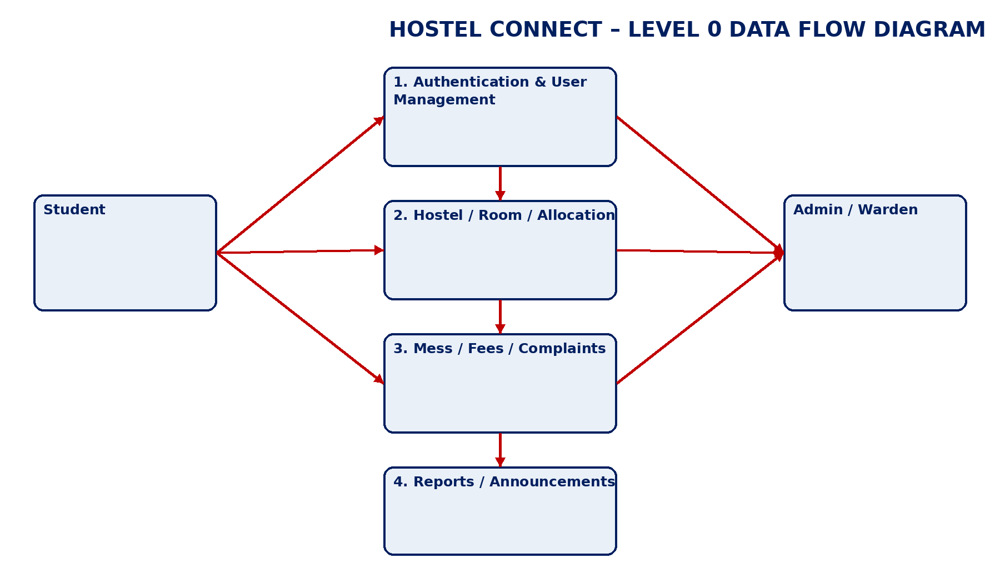 HOSTEL CONNECT – LEVEL 0 DATA FLOW DIAGRAM
1. Authentication & User
Management
Student
2. Hostel / Room / Allocation
Admin / Warden
3. Mess / Fees / Complaints
4. Reports / Announcements